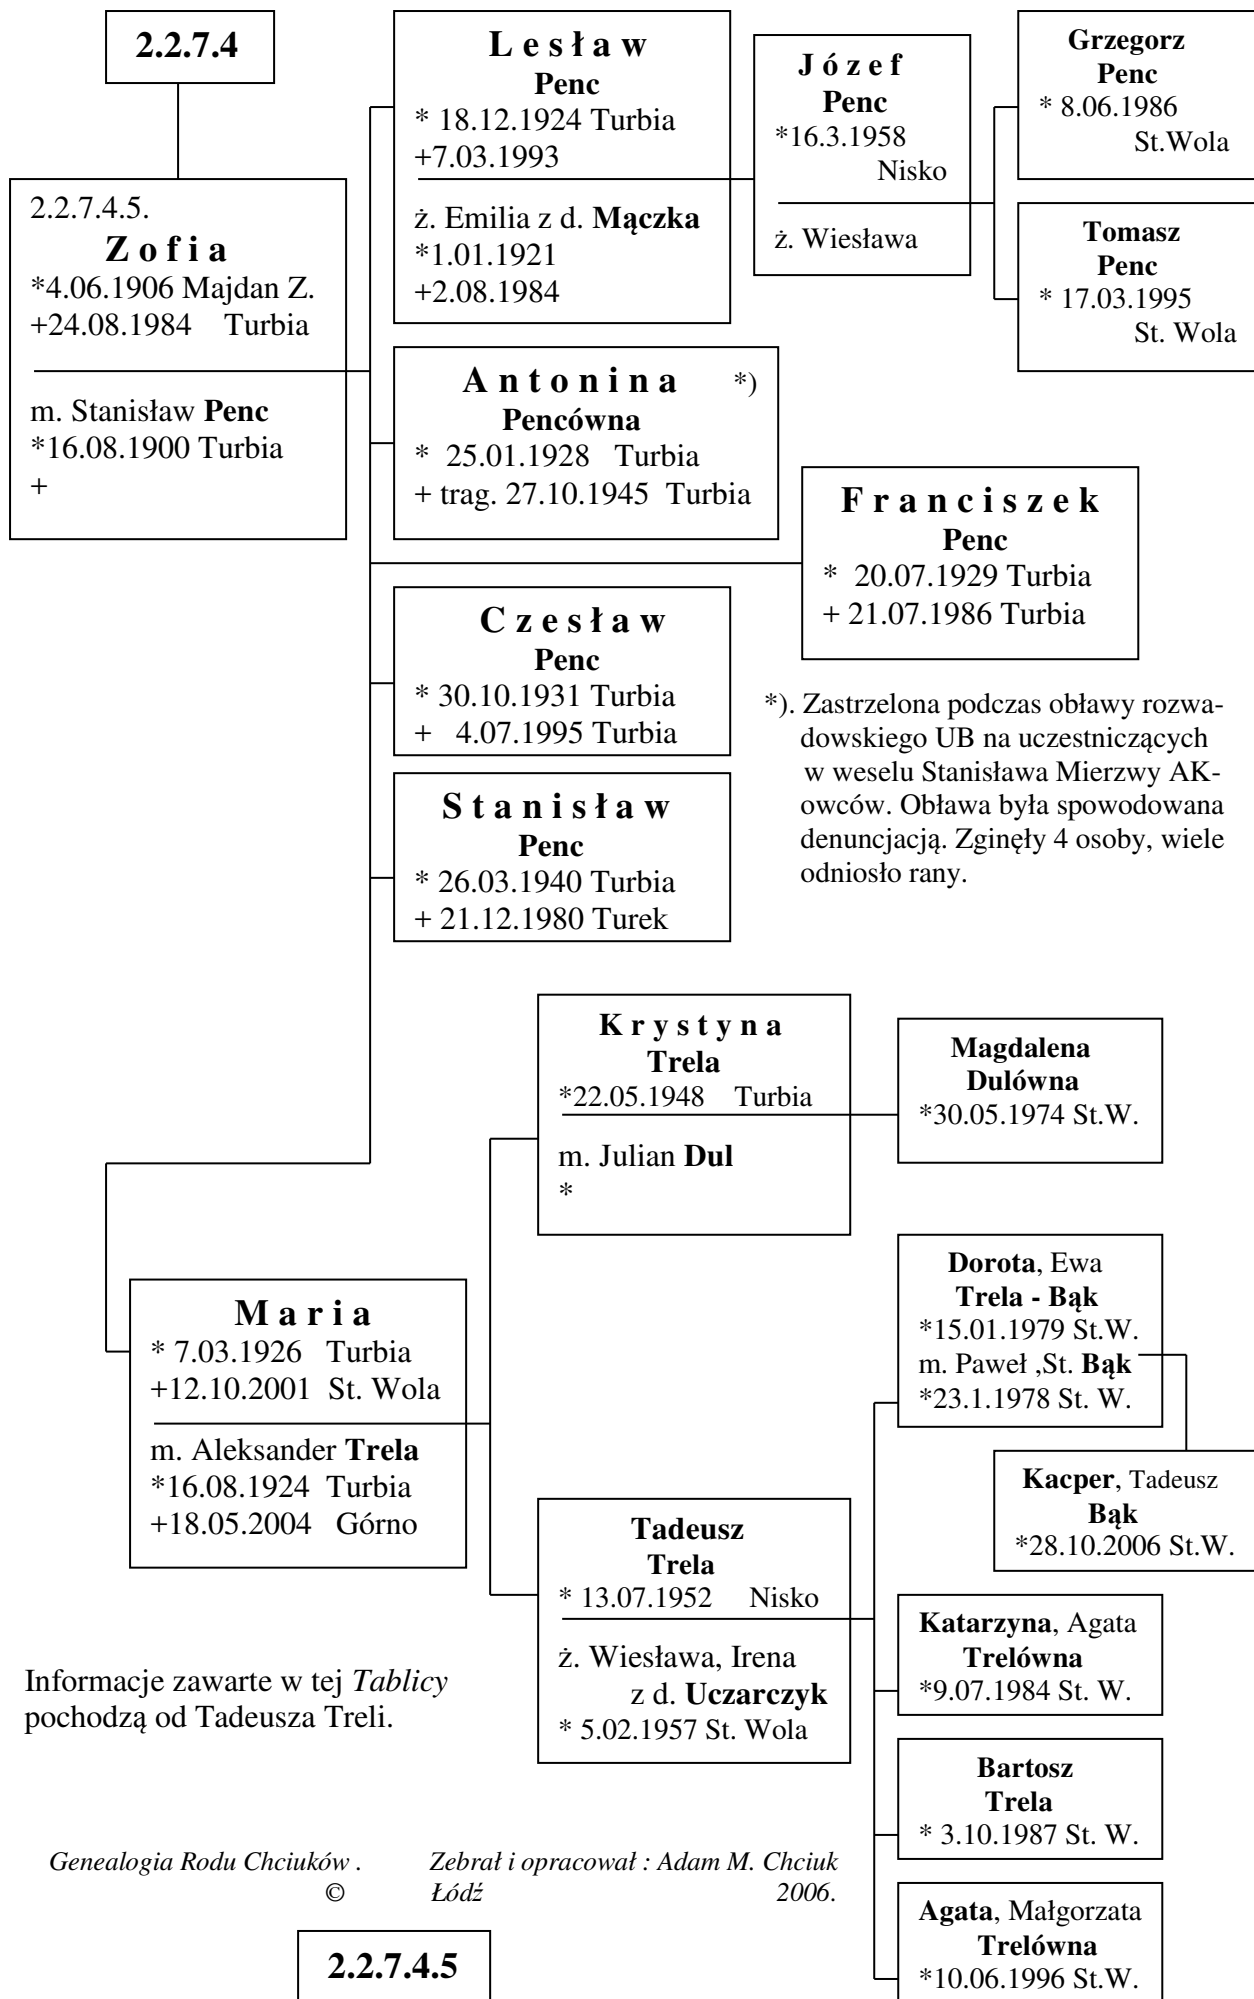 2.2.7.4
2.2.7.4.5.
Z o f i a
*4.06.1906 Majdan Z.
+24.08.1984 Turbia
m. Stanisław Penc
*16.08.1900 Turbia
+
L e s ł a w
Penc
* 18.12.1924 Turbia
+7.03.1993
ż. Emilia z d. Mączka
*1.01.1921
+2.08.1984
J ó z e f
Penc
*16.3.1958
Nisko
ż. Wiesława
Grzegorz
Penc
* 8.06.1986
St.Wola
Tomasz
Penc
* 17.03.1995
St. Wola
A n t o n i n a *)
Pencówna
* 25.01.1928 Turbia
+ trag. 27.10.1945 Turbia
F r a n c i s z e k
Penc
* 20.07.1929 Turbia
+ 21.07.1986 Turbia
C z e s ł a w
Penc
* 30.10.1931 Turbia
+ 4.07.1995 Turbia
*). Zastrzelona podczas obławy rozwa-
dowskiego UB na uczestniczących
w weselu Stanisława Mierzwy AK-
owców. Obława była spowodowana
denuncjacją. Zginęły 4 osoby, wiele
odniosło rany.
S t a n i s ł a w
Penc
* 26.03.1940 Turbia
+ 21.12.1980 Turek
K r y s t y n a
Trela
*22.05.1948 Turbia
m. Julian Dul
*
Magdalena
Dulówna
*30.05.1974 St.W.
M a r i a
* 7.03.1926 Turbia
+12.10.2001 St. Wola
m. Aleksander Trela
*16.08.1924 Turbia
+18.05.2004 Górno
Dorota, Ewa
Trela - Bąk
*15.01.1979 St.W.
m. Paweł ,St. Bąk
*23.1.1978 St. W.
Kacper, Tadeusz
Bąk
*28.10.2006 St.W.
Tadeusz
Trela
* 13.07.1952 Nisko
ż. Wiesława, Irena
z d. Uczarczyk
* 5.02.1957 St. Wola
Katarzyna, Agata
Trelówna
*9.07.1984 St. W.
Bartosz
Trela
* 3.10.1987 St. W.
Agata, Małgorzata
Trelówna
*10.06.1996 St.W.
Informacje zawarte w tej Tablicy
pochodzą od Tadeusza Treli.
Genealogia Rodu Chciuków . Zebrał i opracował : Adam M. Chciuk
© Łódź 2006.
2.2.7.4.5